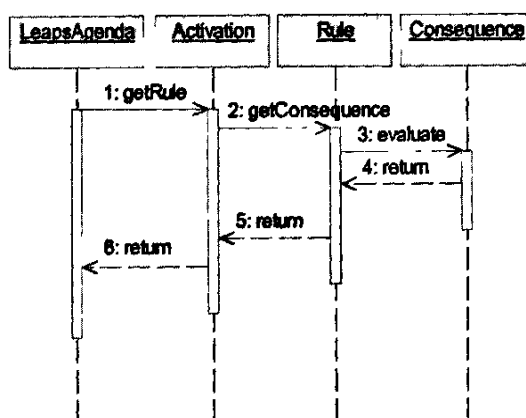 LeapsAgenda Activation Rule Consequence
1: getRule
2: getConsequence
3: evaluate
4: return
5: return
6: return